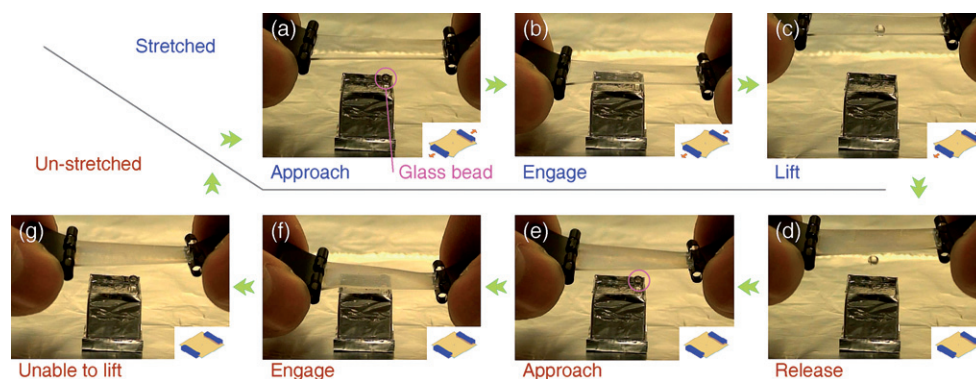 Stretched
Un-stretched
(a)
(b)
(c)
Approach
Glass bead
Engage
Lift
(g)
(f)
(e)
(d)
Unable to lift
Engage
Approach
Release